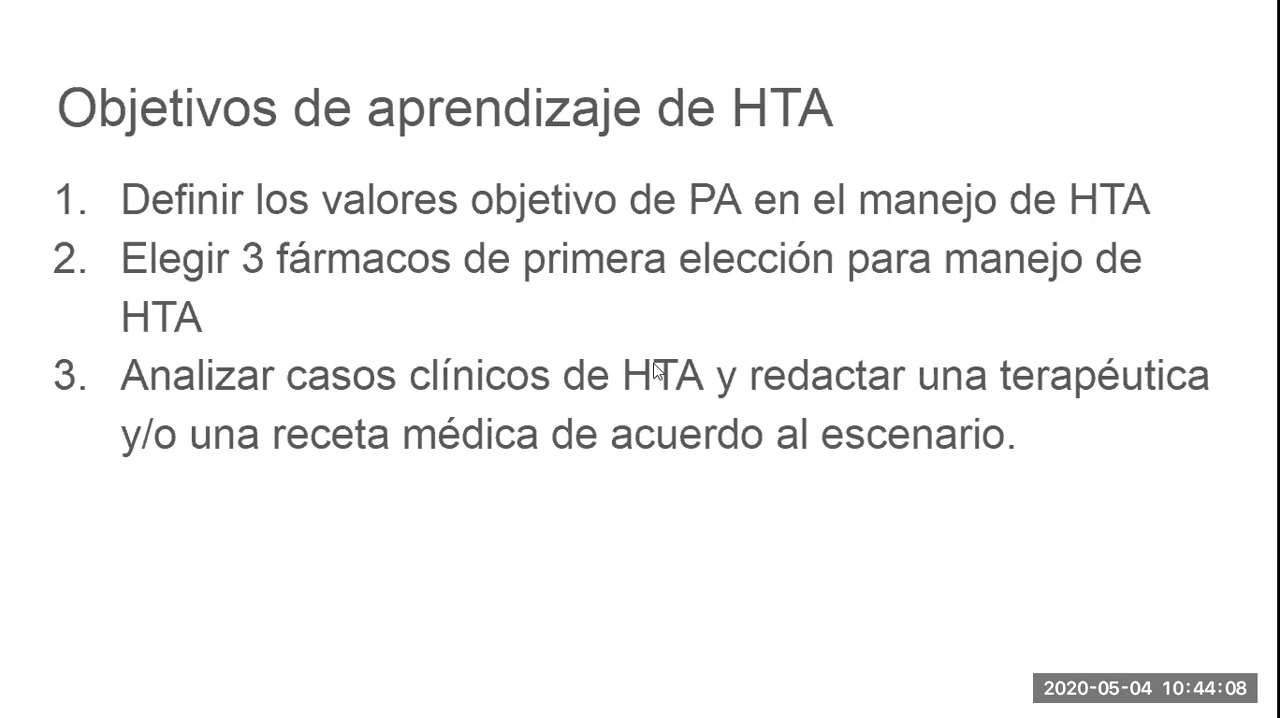 Objetivos de aprendizaje de HTA
1. Definir los valores objetivo de PA en el manejo de HTA
2. Elegir 3 fármacos de primera elección para manejo de
HTA
3. Analizar casos clínicos de HTA y redactar una terapéutica
y/o una receta médica de acuerdo al escenario.
2020-05-04 10:44:08